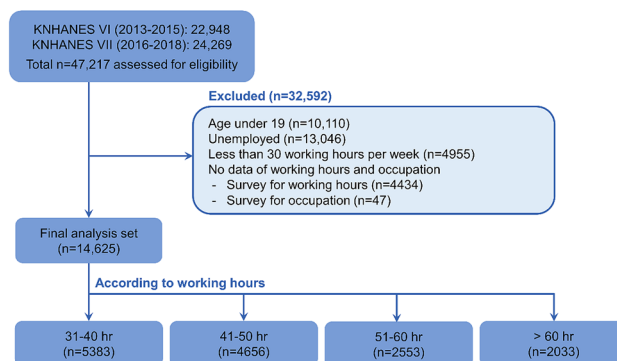 KNHANES VI (2013-2015): 22,948
KNHANES VII (2016-2018): 24,269
Total n=47,217 assessed for eligibility
Excluded (n=32,592)
Age under 19 (n=10,110)
Unemployed (n=13,046)
Less than 30 working hours per week (n=4955)
No data of working hours and occupation
- Survey for working hours (n=4434)
- Survey for occupation (n=47)
Final analysis set
(n=14,625)
According to working hours
31-40 hr
(n=5383)
41-50 hr
(n=4656)
51-60 hr
(n=2553)
> 60 hr
(n=2033)